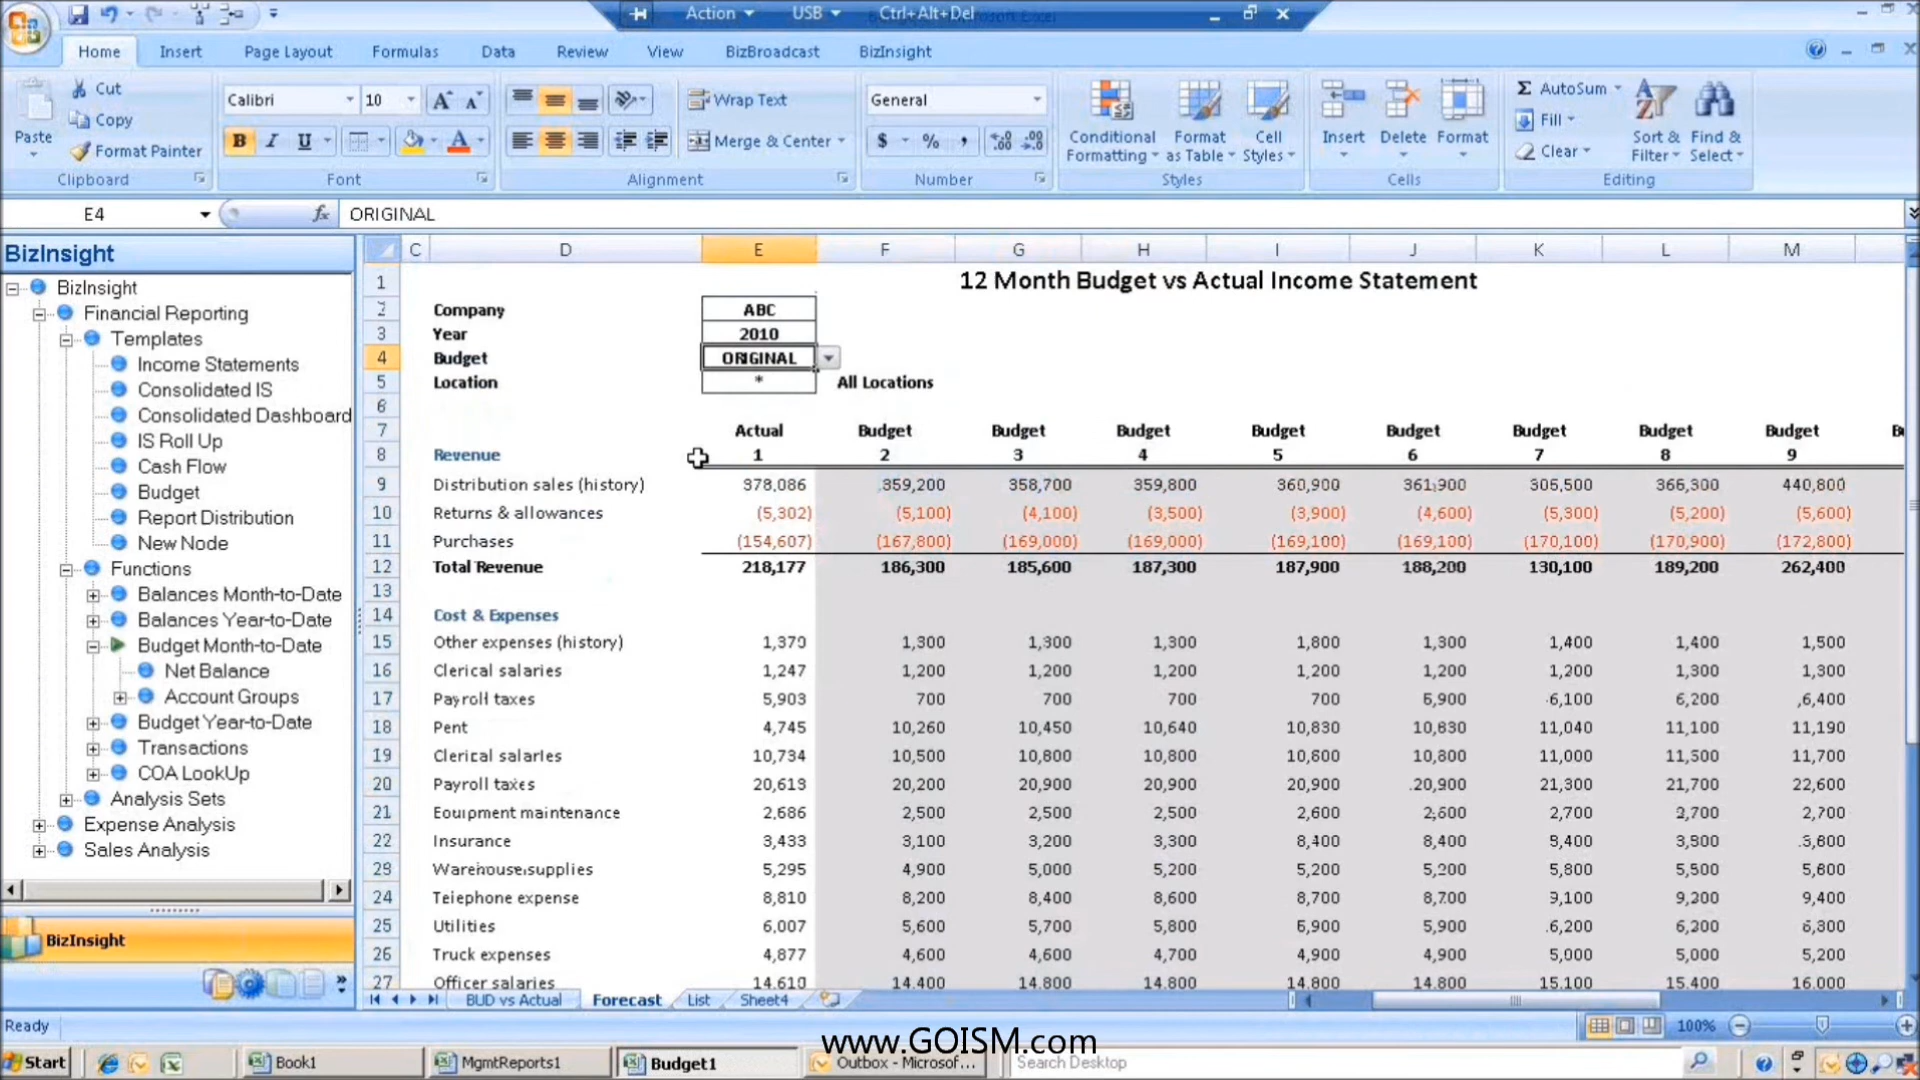 Action USB Ctrl+Alt+Del
Home Insert Page Layout Formulas Data Review View BizBroadcast BizInsight
Paste Cut Copy Format Painter Clipboard
Calibri 10 B I U Font
Wrap Text Merge & Center Alignment
General $ % , Number
Conditional Formatting Format as Table Cell Styles Styles
Insert Delete Format Cells
Σ AutoSum Fill Clear Sort & Filter Find & Select Editing
E4 fx ORIGINAL
BizInsight
BizInsight
Financial Reporting
Templates
Income Statements
Consolidated IS
Consolidated Dashboard
IS Roll Up
Cash Flow
Budget
Report Distribution
New Node
Functions
Balances Month-to-Date
Balances Year-to-Date
Budget Month-to-Date
Net Balance
Account Groups
Budget Year-to-Date
Transactions
COA LookUp
Analysis Sets
Expense Analysis
Sales Analysis
BizInsight
C D E F G H I J K L M
1 12 Month Budget vs Actual Income Statement
2 Company ABC
3 Year 2010
4 Budget ORIGINAL
5 Location * All Locations
6
7 Actual Budget Budget Budget Budget Budget Budget Budget Budget
8 Revenue 1 2 3 4 5 6 7 8 9
9 Distribution sales (history) 378,086 359,200 358,700 359,800 360,900 361,900 305,500 366,300 440,800
10 Returns & allowances (5,302) (5,100) (4,100) (3,500) (3,900) (4,600) (5,300) (5,200) (5,600)
11 Purchases (154,607) (167,800) (169,000) (169,000) (169,100) (169,100) (170,100) (170,900) (172,800)
12 Total Revenue 218,177 186,300 185,600 187,300 187,900 188,200 130,100 189,200 262,400
13
14 Cost & Expenses
15 Other expenses (history) 1,370 1,300 1,300 1,300 1,800 1,300 1,400 1,400 1,500
16 Clerical salaries 1,247 1,200 1,200 1,200 1,200 1,200 1,200 1,300 1,300
17 Payroll taxes 5,903 700 700 700 700 6,100 6,200 6,400
18 4,745 10,260 10,450 10,640 10,830 10,830 11,040 11,100 11,190
19 Clerical salaries 10,734 10,500 10,800 10,800 10,800 10,800 11,000 11,500 11,700
20 Payroll taxes 20,613 20,200 20,900 20,900 20,900 20,900 21,300 21,700 22,600
21 Equipment maintenance 2,686 2,500 2,500 2,500 2,600 2,600 2,700 2,700 2,700
22 Insurance 3,433 3,100 3,200 3,300
Warehouse supplies 5,295 4,900 5,000 5,200 5,200 5,200 5,800 5,500 5,800
24 Telephone expense 8,810 8,200 8,400 8,600 8,700 8,700 9,100 9,200 9,400
25 Utilities 6,007 5,600 5,700 5,800 6,200 6,200 6,300
26 Truck expenses 4,877 4,600 4,600 4,700 4,900 4,900 5,000 5,000 5,200
27 Officer salaries 14,610 14,400 14,800 14,800 14,800 14,800 15,100 15,400 16,000
BUD vs Actual Forecast List Sheet4
Ready 100%
www.GOISM.com
Start Book1 MgmtReports1 Budget1 Outbox - Microsof... Search Desktop